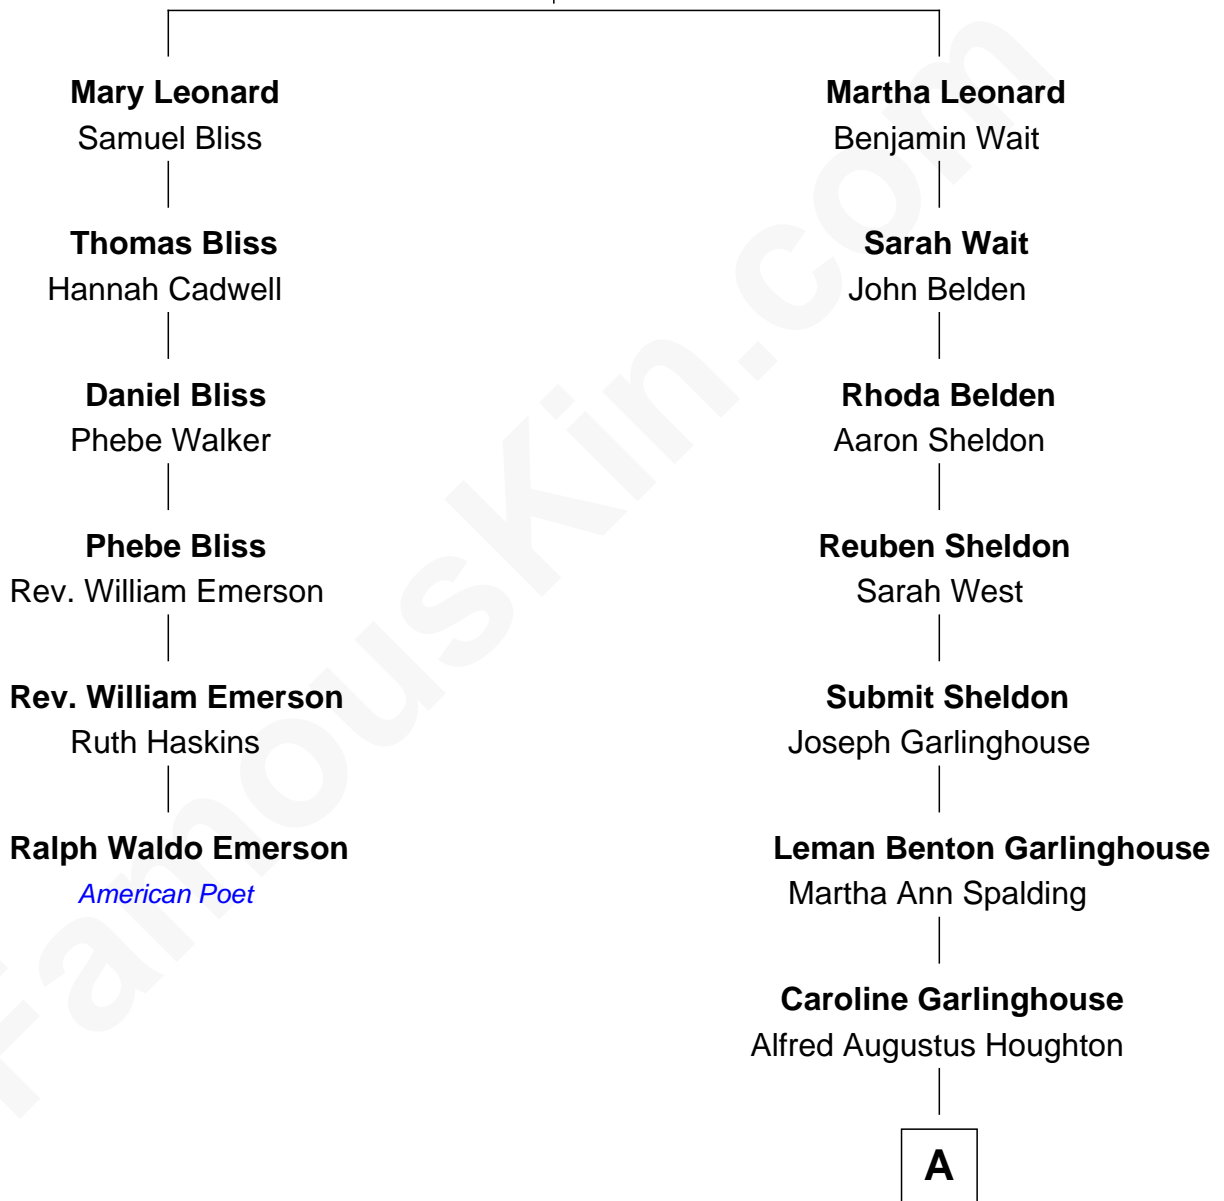 Mary Leonard
Samuel Bliss
Thomas Bliss
Hannah Cadwell
Daniel Bliss
Phebe Walker
Phebe Bliss
Rev. William Emerson
Rev. William Emerson
Ruth Haskins
Ralph Waldo Emerson
American Poet
Martha Leonard
Benjamin Wait
Sarah Wait
John Belden
Rhoda Belden
Aaron Sheldon
Reuben Sheldon
Sarah West
Submit Sheldon
Joseph Garlinghouse
Leman Benton Garlinghouse
Martha Ann Spalding
Caroline Garlinghouse
Alfred Augustus Houghton
A
FamousKin.com